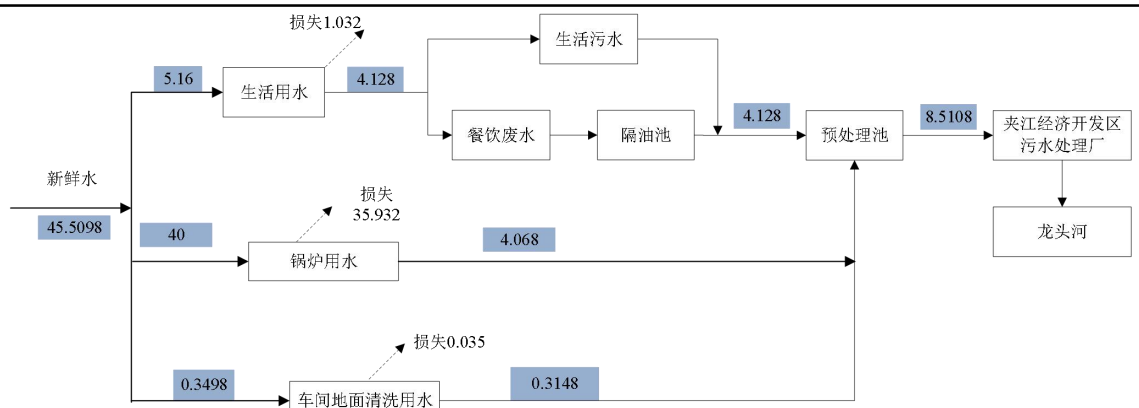 损失1.032
生活污水
5.16
生活用水
4.128
餐饮废水
隔油池
4.128
预处理池
8.5108
夹江经济开发区
污水处理厂
新鲜水
45.5098
损失
35.932
40
锅炉用水
4.068
龙头河
损失0.035
0.3498
车间地面清洗用水
0.3148